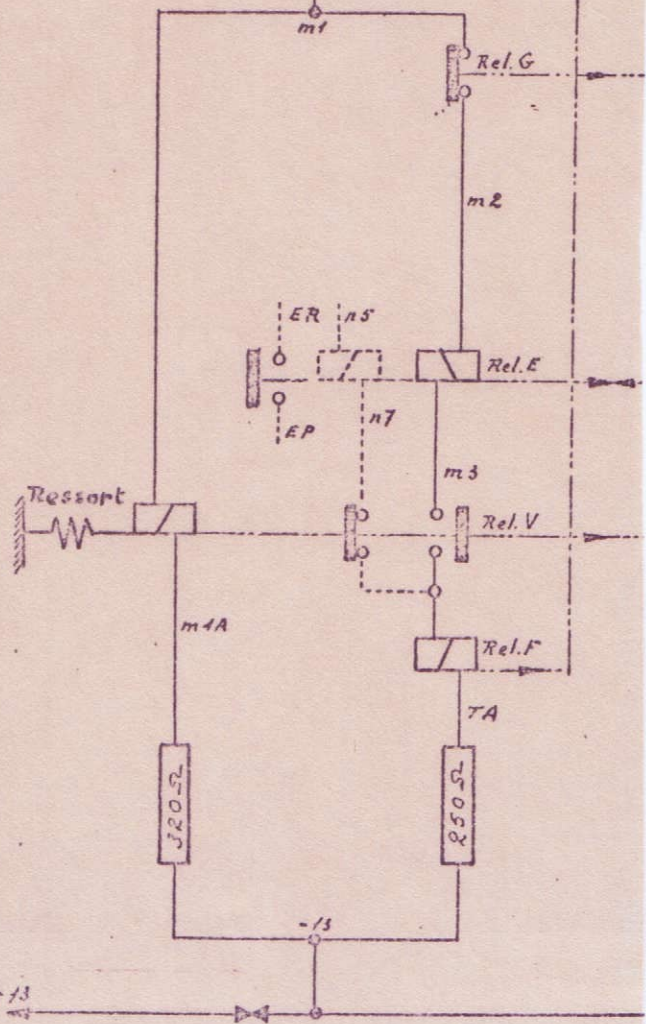 m1
Rel. G
m2
ER
n5
Rel. E
EP
n7
m3
Ressort
Rel. V
m1A
Rel. F
TA
320 Ω
250 Ω
-13
-13